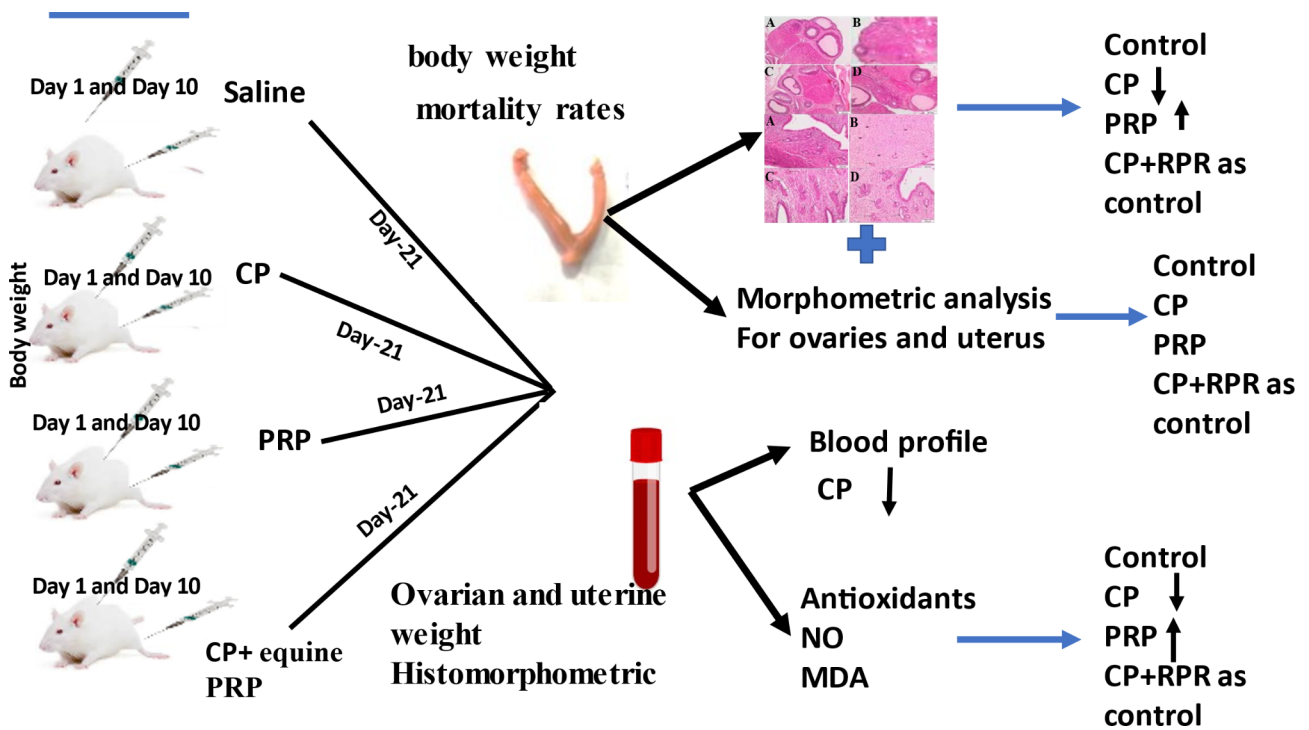 Day 1 and Day 10
Saline
Day 1 and Day 10
CP
Body weight
Day 1 and Day 10
PRP
Day 1 and Day 10
CP+ equine
PRP
Day-21
Day-21
Day-21
Day-21
body weight
mortality rates
Ovarian and uterine
weight
Histomorphometric
A B
C D
A B
C D
Morphometric analysis
For ovaries and uterus
Blood profile
CP
Antioxidants
NO
MDA
Control
CP
PRP
CP+RPR as
control
Control
CP
PRP
CP+RPR as
control
Control
CP
PRP
CP+RPR as
control